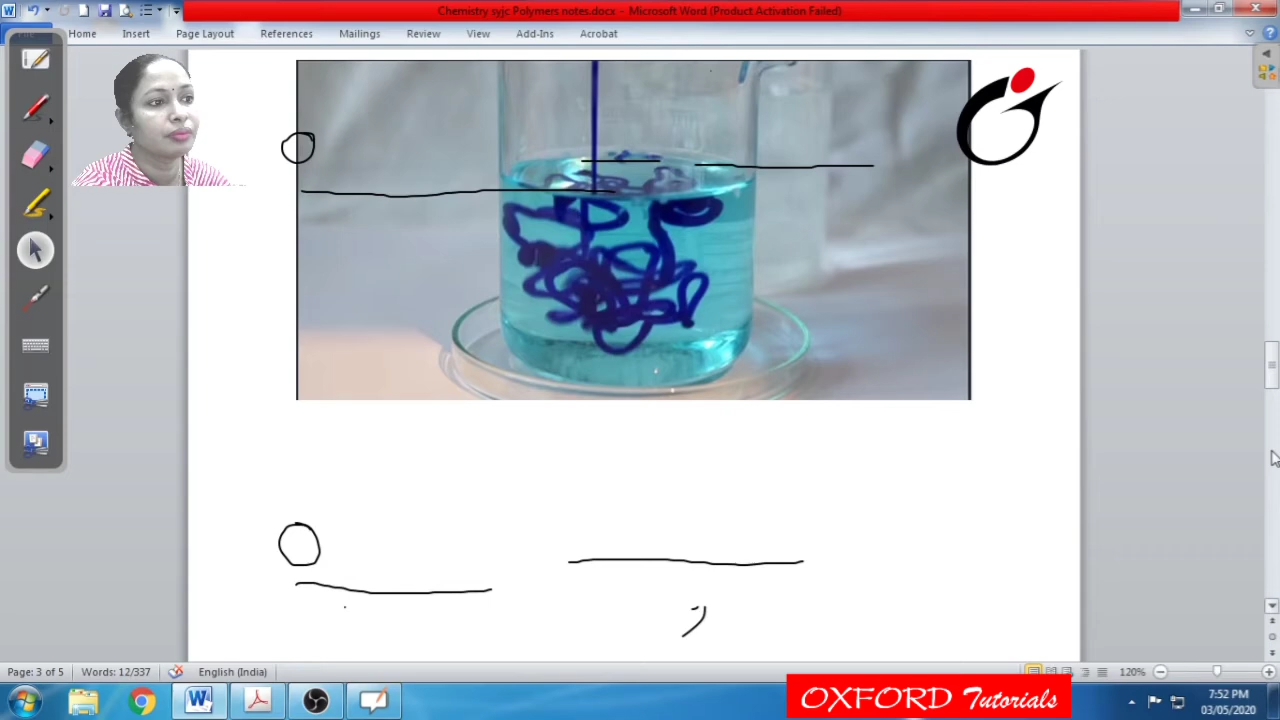 Chemistry syjc Polymers notes.docx - Microsoft Word (Product Activation Failed)
File Home Insert Page Layout References Mailings Review View Add-Ins Acrobat
Page: 3 of 5 Words: 12/337 English (India) 120%
OXFORD Tutorials
7:52 PM
03/05/2020